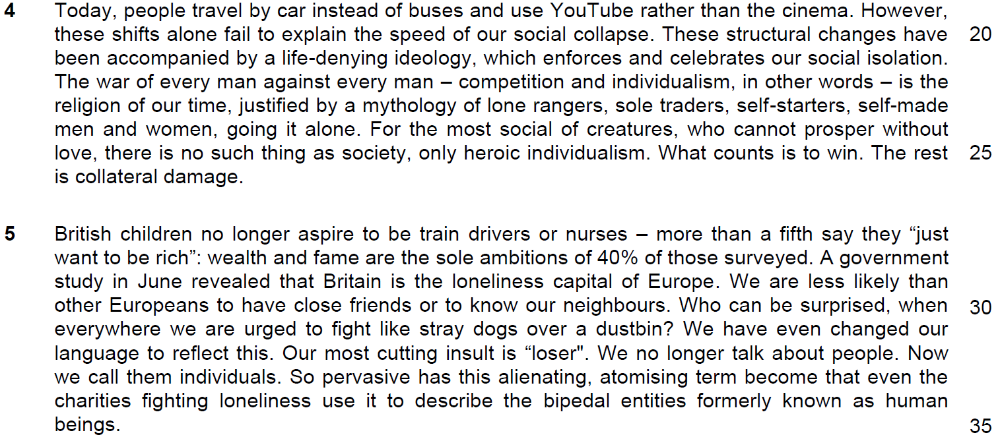 4 Today, people travel by car instead of buses and use YouTube rather than the cinema. However,
these shifts alone fail to explain the speed of our social collapse. These structural changes have 20
been accompanied by a life-denying ideology, which enforces and celebrates our social isolation.
The war of every man against every man – competition and individualism, in other words – is the
religion of our time, justified by a mythology of lone rangers, sole traders, self-starters, self-made
men and women, going it alone. For the most social of creatures, who cannot prosper without
love, there is no such thing as society, only heroic individualism. What counts is to win. The rest 25
is collateral damage.
5 British children no longer aspire to be train drivers or nurses – more than a fifth say they “just
want to be rich”: wealth and fame are the sole ambitions of 40% of those surveyed. A government
study in June revealed that Britain is the loneliness capital of Europe. We are less likely than
other Europeans to have close friends or to know our neighbours. Who can be surprised, when 30
everywhere we are urged to fight like stray dogs over a dustbin? We have even changed our
language to reflect this. Our most cutting insult is “loser". We no longer talk about people. Now
we call them individuals. So pervasive has this alienating, atomising term become that even the
charities fighting loneliness use it to describe the bipedal entities formerly known as human
beings. 35